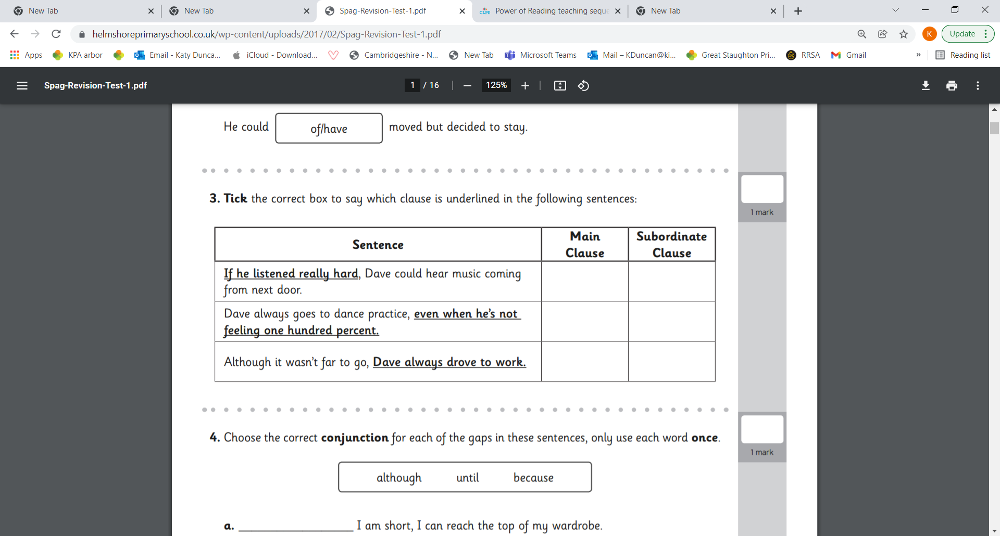 New Tab
New Tab
Spag-Revision-Test-1.pdf
CLPE Power of Reading teaching seque
New Tab
helmshoreprimaryschool.co.uk/wp-content/uploads/2017/02/Spag-Revision-Test-1.pdf
K
Update
Apps
KPA arbor
Email - Katy Dunca...
iCloud - Download...
Cambridgeshire - N...
New Tab
Microsoft Teams
Mail – KDuncan@ki...
Great Staughton Pri...
RRSA
Gmail
»
Reading list
Spag-Revision-Test-1.pdf
1 / 16
125%
He could of/have moved but decided to stay.
3. Tick the correct box to say which clause is underlined in the following sentences:
1 mark
Sentence
Main Clause
Subordinate Clause
If he listened really hard, Dave could hear music coming
from next door.
Dave always goes to dance practice, even when he's not
feeling one hundred percent.
Although it wasn't far to go, Dave always drove to work.
4. Choose the correct conjunction for each of the gaps in these sentences, only use each word once.
1 mark
although until because
a. ____________________ I am short, I can reach the top of my wardrobe.